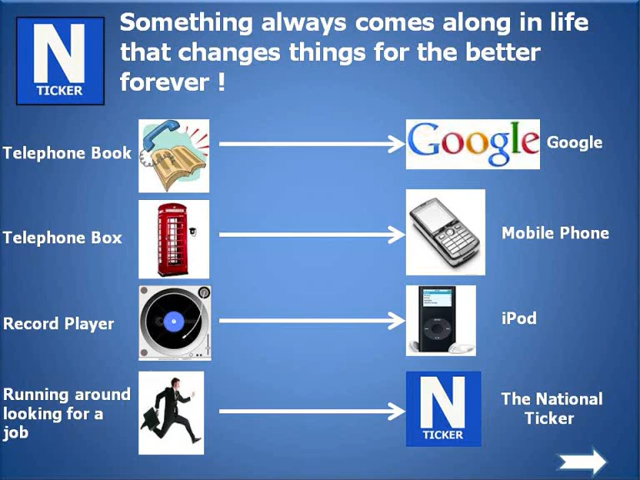 Something always comes along in life
that changes things for the better
forever !
N
TICKER
Telephone Book
Google
Google
Telephone Box
Mobile Phone
Record Player
iPod
Running around
looking for a
job
N
TICKER
The National
Ticker